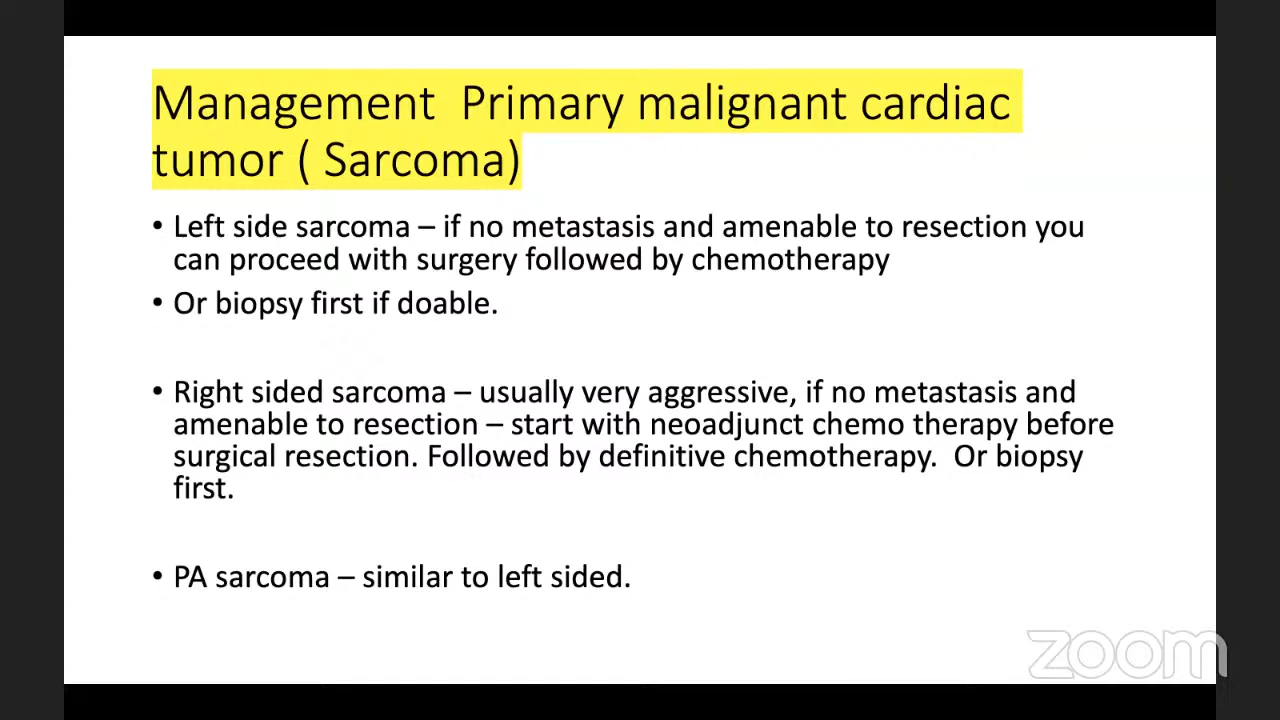 Management  Primary malignant cardiac
tumor ( Sarcoma)
• Left side sarcoma – if no metastasis and amenable to resection you
can proceed with surgery followed by chemotherapy
• Or biopsy first if doable.
• Right sided sarcoma – usually very aggressive, if no metastasis and
amenable to resection – start with neoadjunct chemo therapy before
surgical resection. Followed by definitive chemotherapy.  Or biopsy
first.
• PA sarcoma – similar to left sided.
zoom